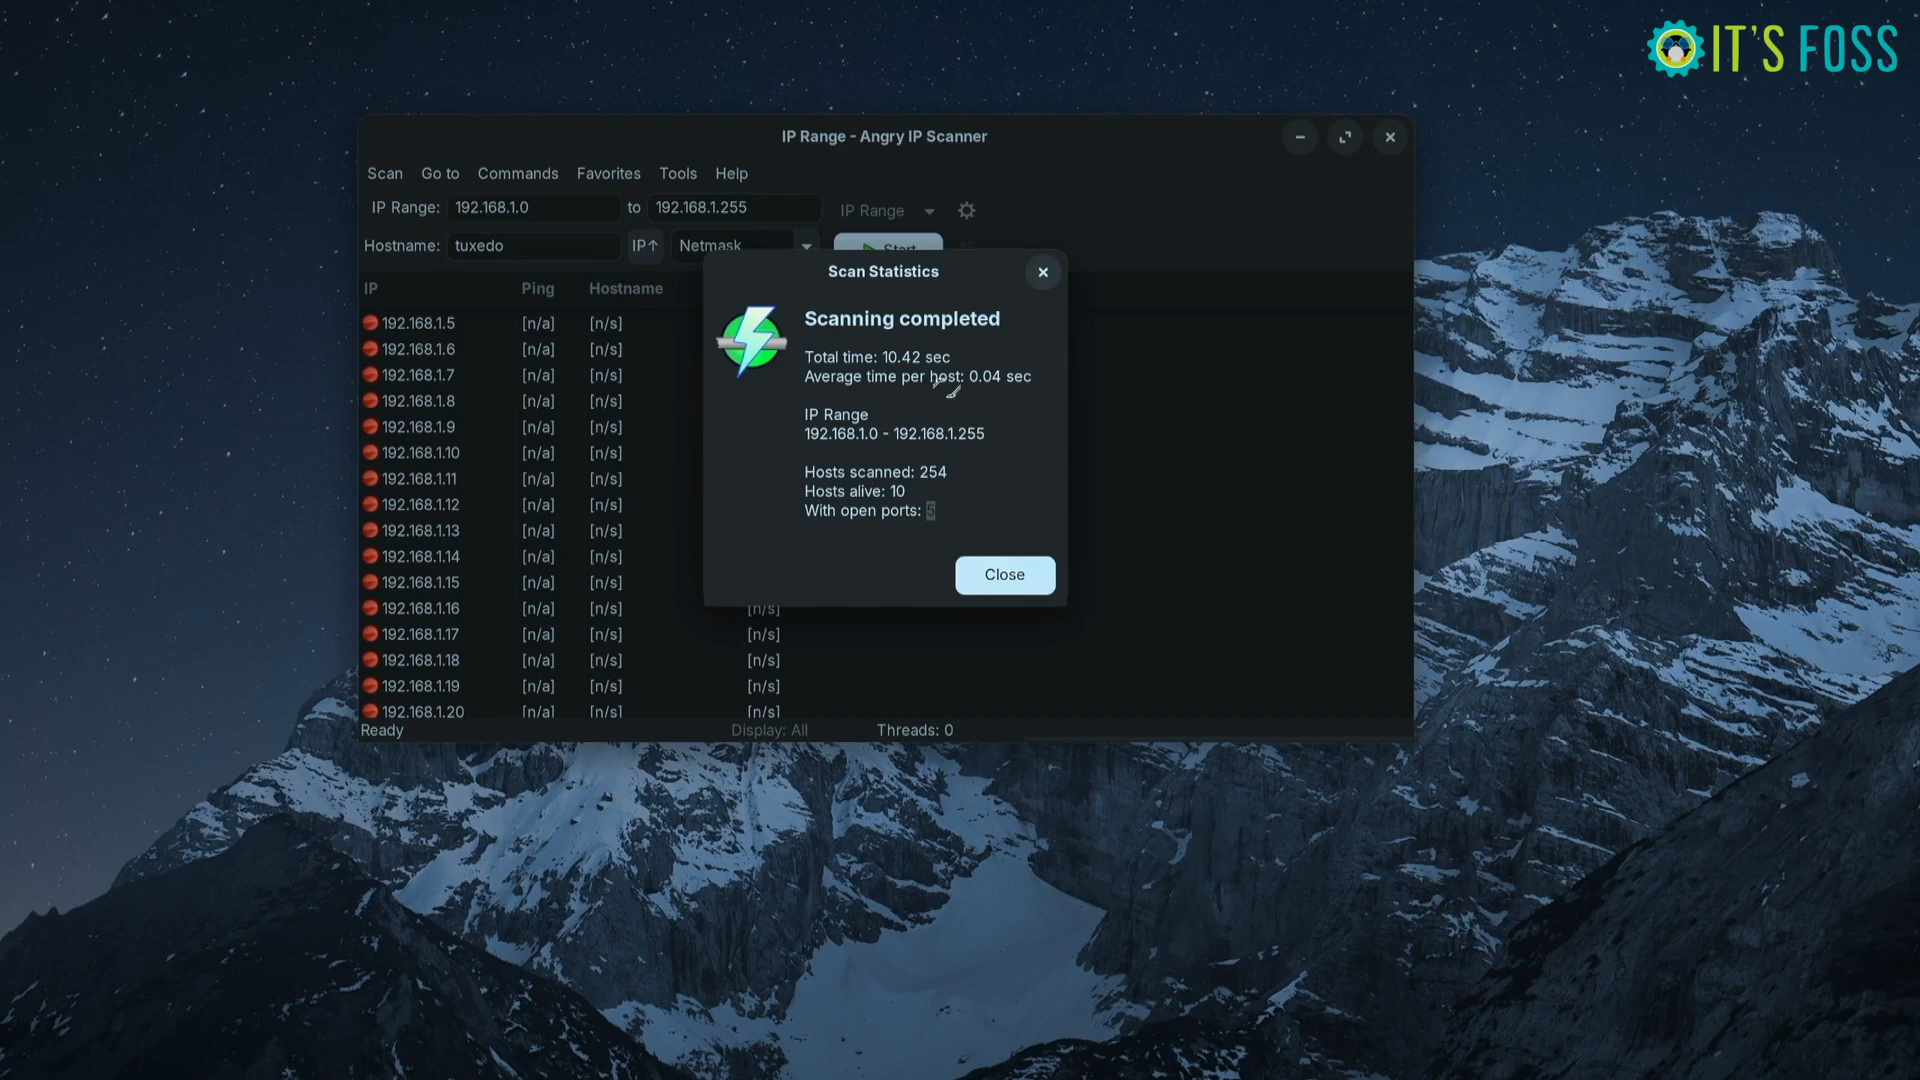 IT'S FOSS
IP Range - Angry IP Scanner
Scan Go to Commands Favorites Tools Help
IP Range: 192.168.1.0 to 192.168.1.255 IP Range
Hostname: tuxedo IP↑ Netmask Start
IP Ping Hostname
192.168.1.5 [n/a] [n/s]
192.168.1.6 [n/a] [n/s]
192.168.1.7 [n/a] [n/s]
192.168.1.8 [n/a] [n/s]
192.168.1.9 [n/a] [n/s]
192.168.1.10 [n/a] [n/s]
192.168.1.11 [n/a] [n/s]
192.168.1.12 [n/a] [n/s]
192.168.1.13 [n/a] [n/s]
192.168.1.14 [n/a] [n/s]
192.168.1.15 [n/a] [n/s]
192.168.1.16 [n/a] [n/s] [n/s]
192.168.1.17 [n/a] [n/s] [n/s]
192.168.1.18 [n/a] [n/s] [n/s]
192.168.1.19 [n/a] [n/s] [n/s]
192.168.1.20 [n/a] [n/s] [n/s]
Ready Display: All Threads: 0
Scan Statistics
Scanning completed
Total time: 10.42 sec
Average time per host: 0.04 sec
IP Range
192.168.1.0 - 192.168.1.255
Hosts scanned: 254
Hosts alive: 10
With open ports: 5
Close